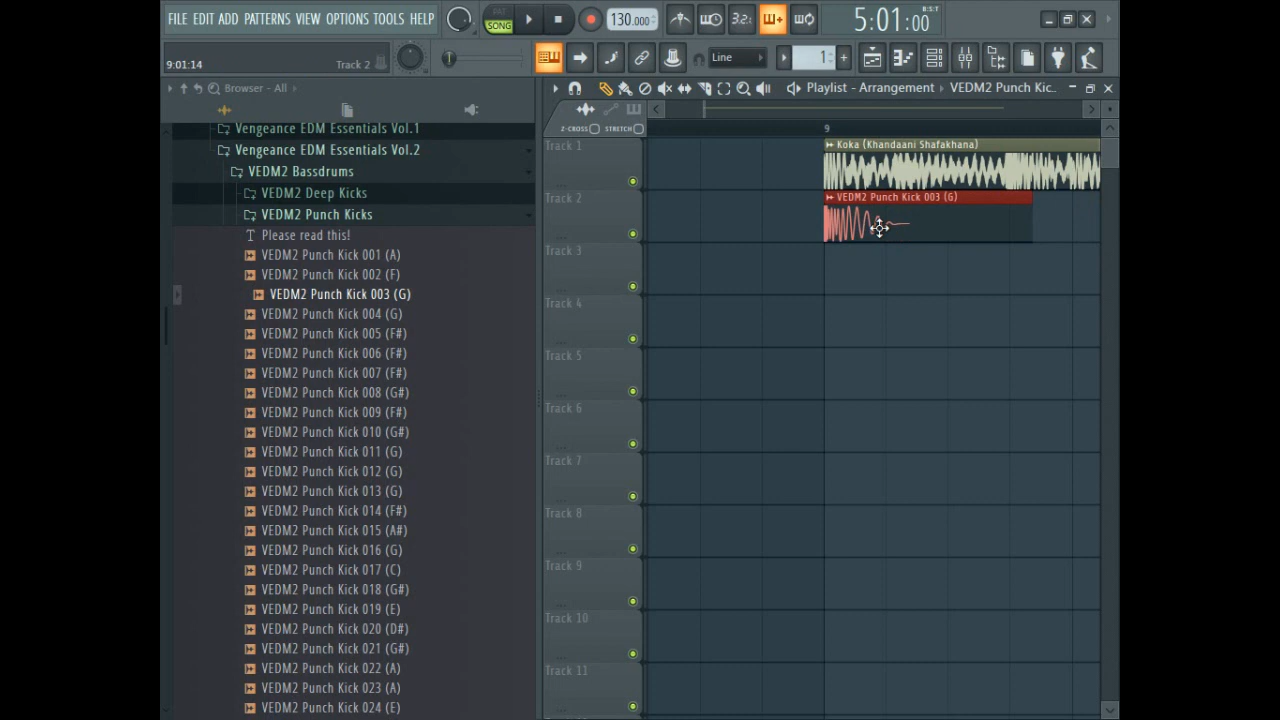 FILE EDIT ADD PATTERNS VIEW OPTIONS TOOLS HELP
SONG
130.000
3.2:
5:01:00
B:S:T
9:01:14
Track 2
Line
1
Browser - All
Playlist - Arrangement
VEDM2 Punch Kic..
Z-CROSS
STRETCH
9
Vengeance EDM Essentials Vol.1
Vengeance EDM Essentials Vol.2
VEDM2 Bassdrums
VEDM2 Deep Kicks
VEDM2 Punch Kicks
Please read this!
VEDM2 Punch Kick 001 (A)
VEDM2 Punch Kick 002 (F)
VEDM2 Punch Kick 003 (G)
VEDM2 Punch Kick 004 (G)
VEDM2 Punch Kick 005 (F#)
VEDM2 Punch Kick 006 (F#)
VEDM2 Punch Kick 007 (F#)
VEDM2 Punch Kick 008 (G#)
VEDM2 Punch Kick 009 (F#)
VEDM2 Punch Kick 010 (G#)
VEDM2 Punch Kick 011 (G)
VEDM2 Punch Kick 012 (G)
VEDM2 Punch Kick 013 (G)
VEDM2 Punch Kick 014 (F#)
VEDM2 Punch Kick 015 (A#)
VEDM2 Punch Kick 016 (G)
VEDM2 Punch Kick 017 (C)
VEDM2 Punch Kick 018 (G#)
VEDM2 Punch Kick 019 (E)
VEDM2 Punch Kick 020 (D#)
VEDM2 Punch Kick 021 (G#)
VEDM2 Punch Kick 022 (A)
VEDM2 Punch Kick 023 (A)
VEDM2 Punch Kick 024 (E)
Track 1
Koka (Khandaani Shafakhana)
Track 2
VEDM2 Punch Kick 003 (G)
Track 3
Track 4
Track 5
Track 6
Track 7
Track 8
Track 9
Track 10
Track 11